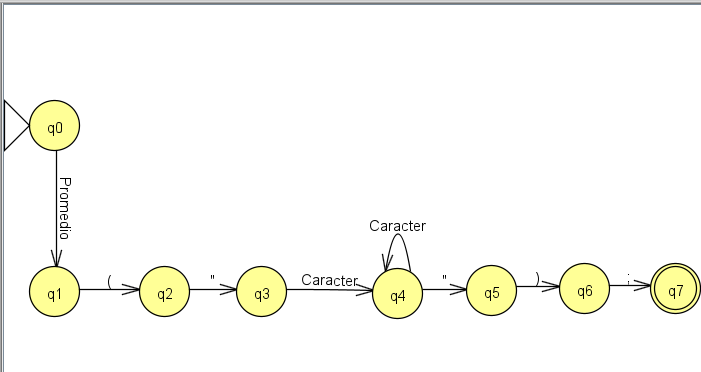 q0
Promedio
Caracter
q1
(
q2
"
q3
Caracter
q4
"
q5
)
q6
;
q7